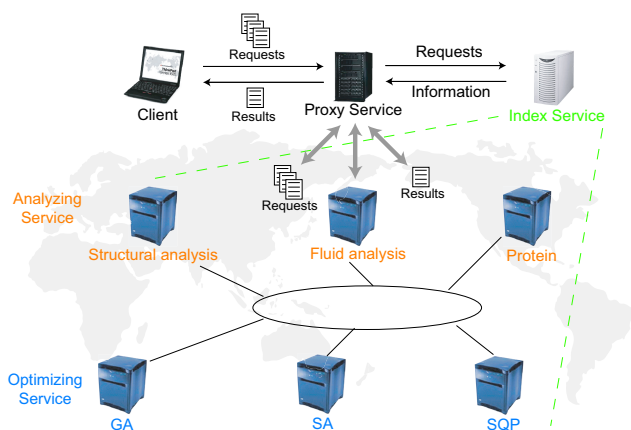 Requests
Requests
Client
Results
Proxy Service
Information
Index Service
Analyzing
Service
Requests
Results
Structural analysis
Fluid analysis
Protein
Optimizing
Service
GA
SA
SQP